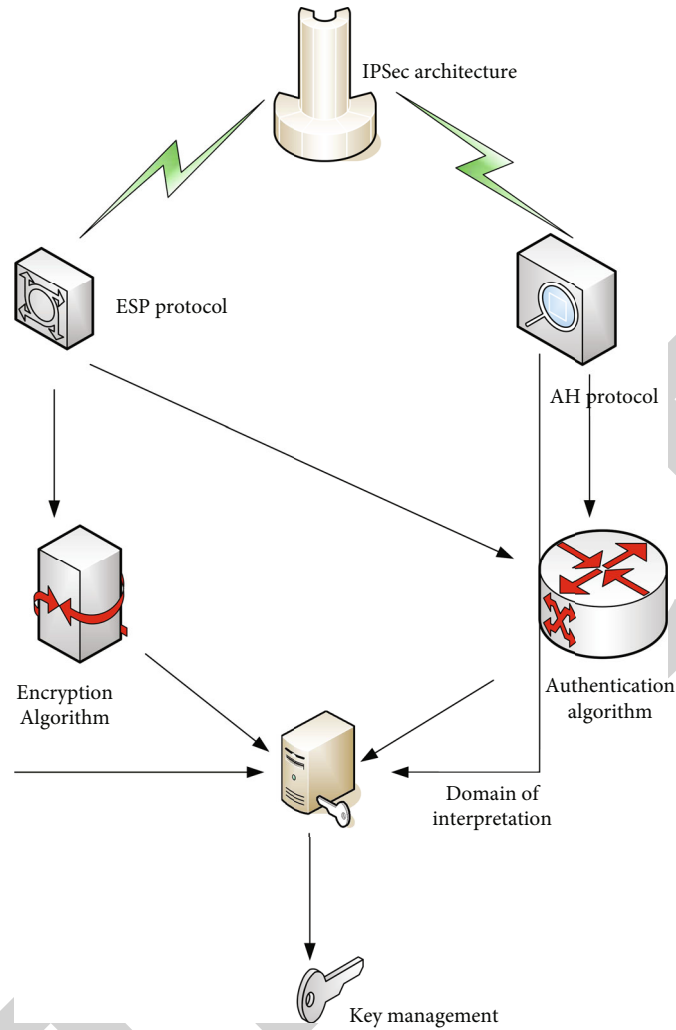 IPSec architecture
ESP protocol
AH protocol
Encryption
Algorithm
Authentication
algorithm
Domain of
interpretation
Key management